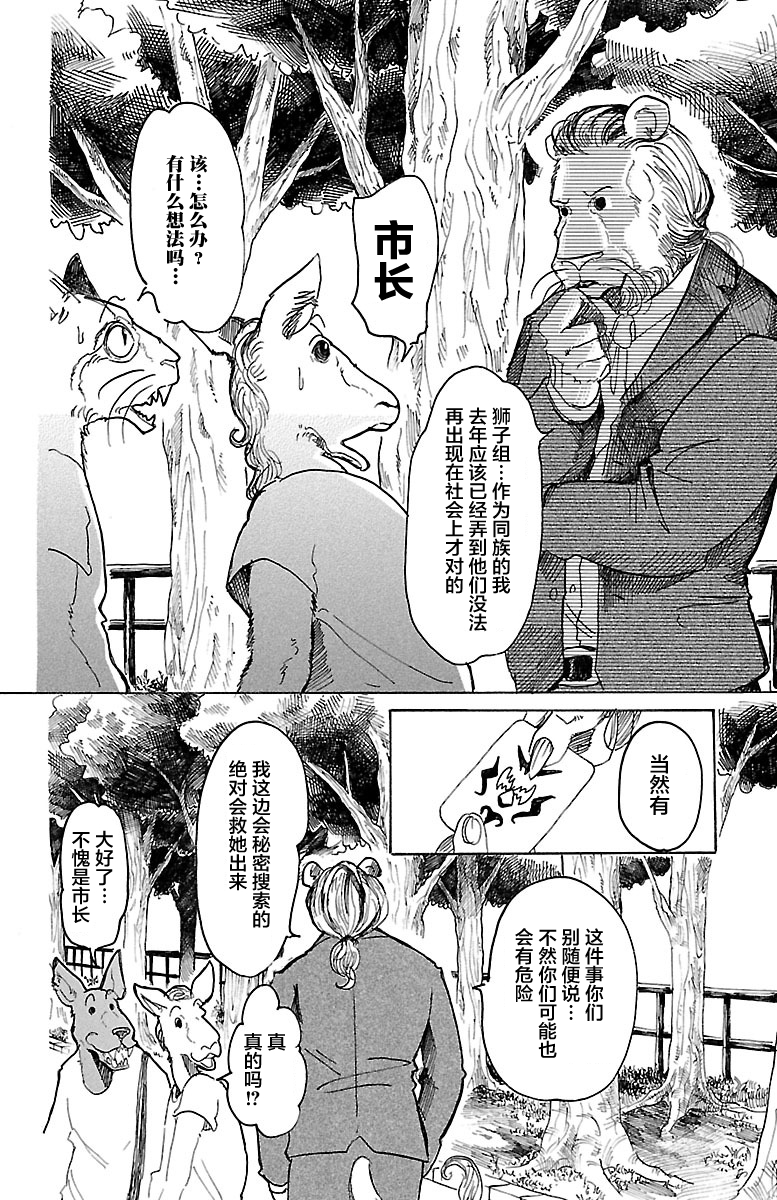 市长
该…怎么办？
有什么想法吗…
狮子组…作为同族的我
去年应该已经弄到他们没法
再出现在社会上才对的
当然有
这件事你们
别随便说…
不然你们可能也
会有危险
我这边会秘密搜索的
绝对会救她出来
真
真的吗!?
大好了…
不愧是市长